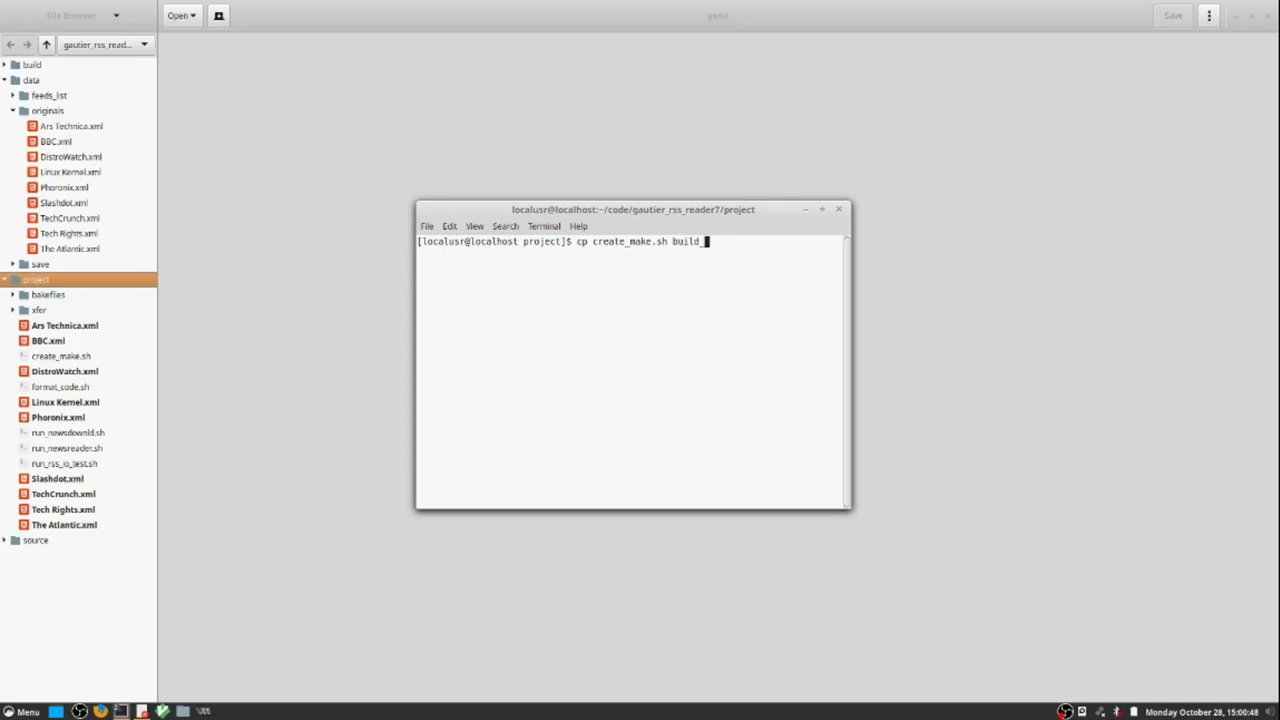 File Browser
Open
gedit
Save
gautier_rss_read...
build
data
feeds_list
originals
Ars Technica.xml
BBC.xml
DistroWatch.xml
Linux Kernel.xml
Phoronix.xml
Slashdot.xml
TechCrunch.xml
Tech Rights.xml
The Atlantic.xml
save
project
bakefiles
xfer
Ars Technica.xml
BBC.xml
create_make.sh
DistroWatch.xml
format_code.sh
Linux Kernel.xml
Phoronix.xml
run_newsdownld.sh
run_newsreader.sh
run_rss_io_test.sh
Slashdot.xml
TechCrunch.xml
Tech Rights.xml
The Atlantic.xml
source
localusr@localhost:~/code/gautier_rss_reader7/project
File Edit View Search Terminal Help
[localusr@localhost project]$ cp create_make.sh build_
Menu
Monday October 28, 15:00:48